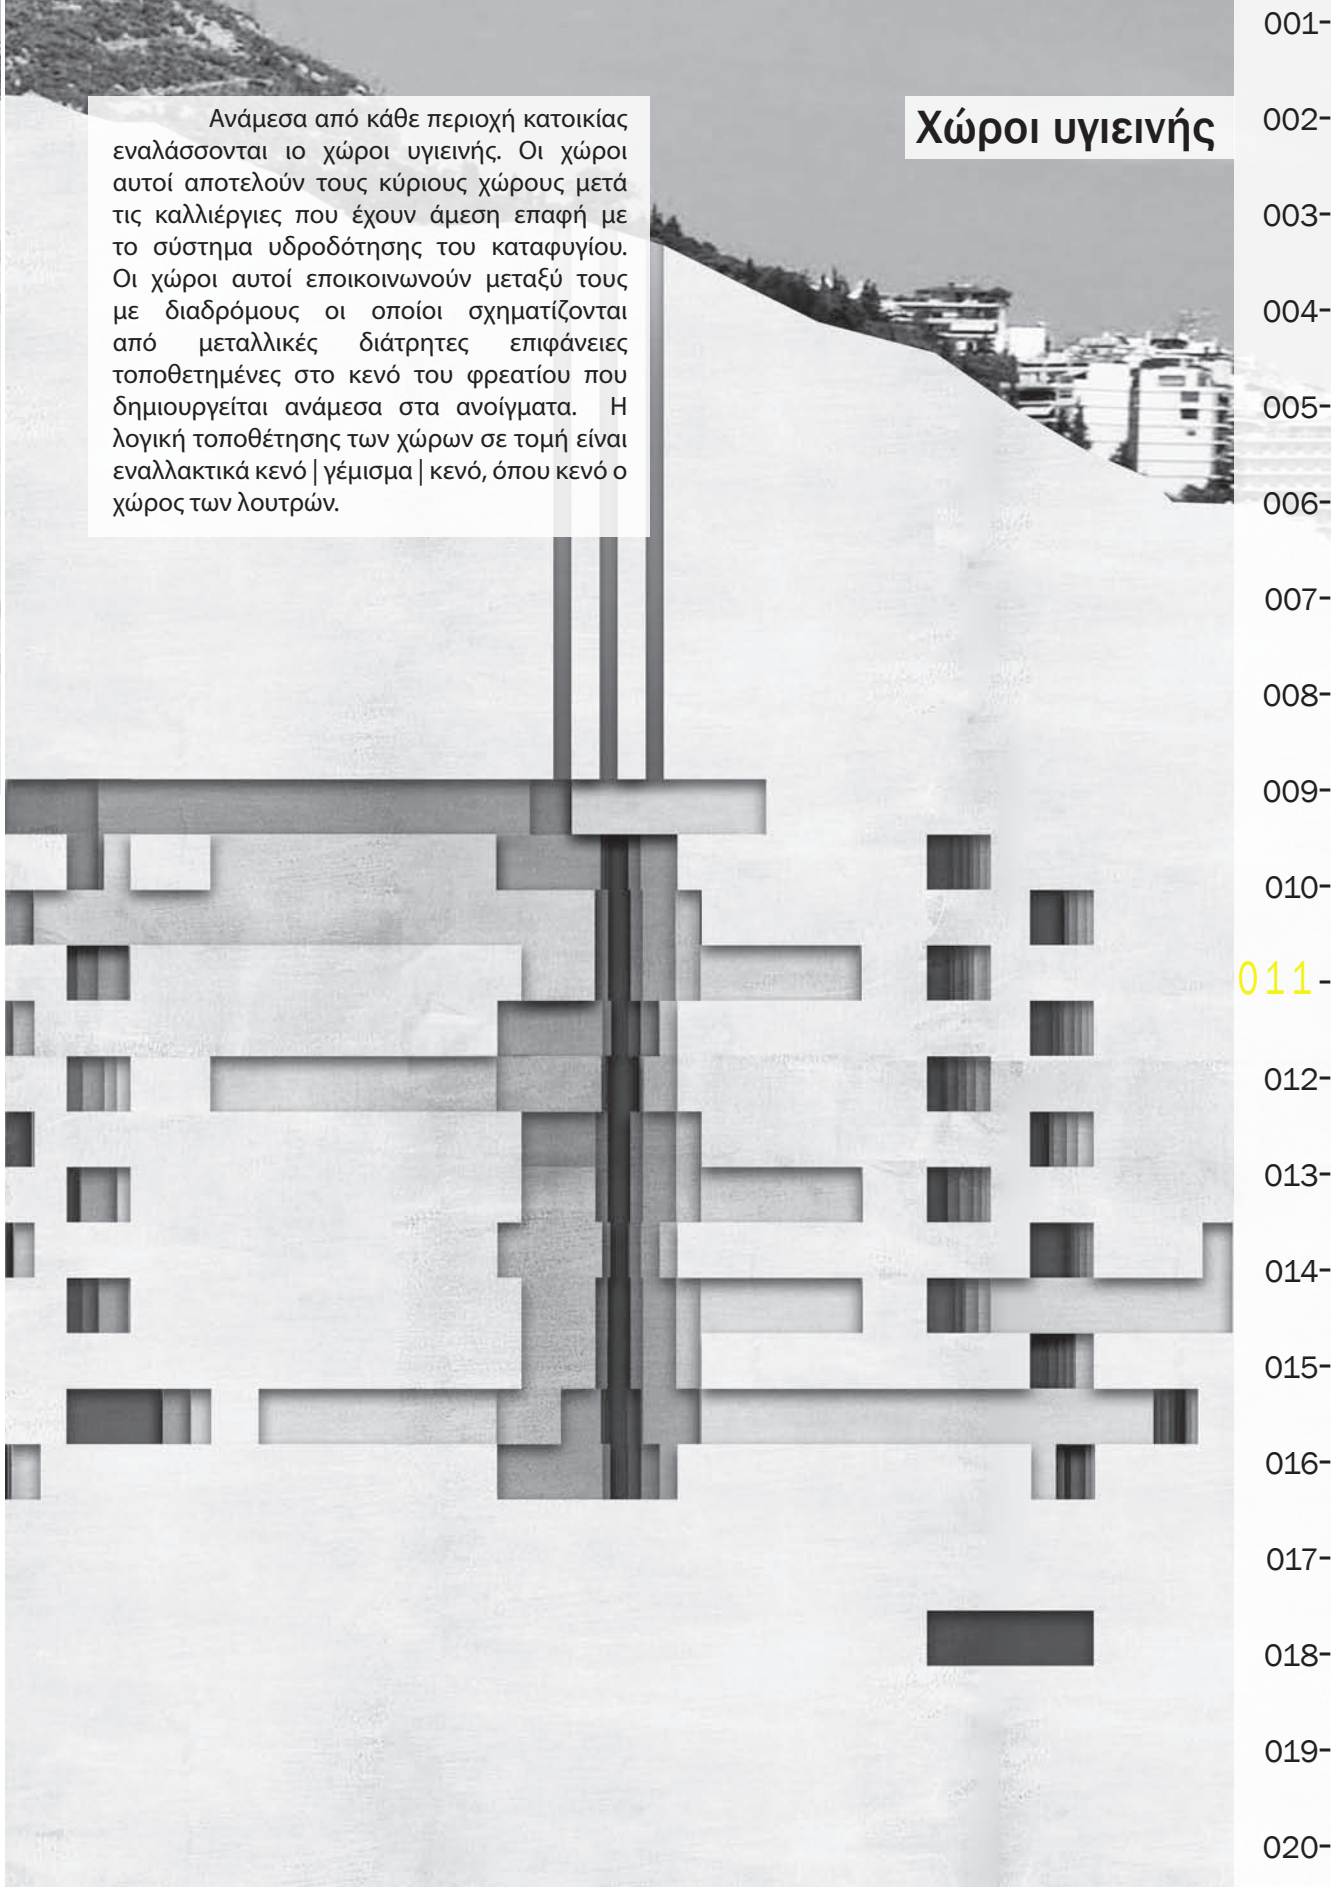 Χώροι υγιεινής
Ανάμεσα από κάθε περιοχή κατοικίας
εναλάσσονται ιο χώροι υγιεινής. Οι χώροι
αυτοί αποτελούν τους κύριους χώρους μετά
τις καλλιέργιες που έχουν άμεση επαφή με
το σύστημα υδροδότησης του καταφυγίου.
Οι χώροι αυτοί εποικοινωνούν μεταξύ τους
με διαδρόμους οι οποίοι σχηματίζονται
από μεταλλικές διάτρητες επιφάνειες
τοποθετημένες στο κενό του φρεατίου που
δημιουργείται ανάμεσα στα ανοίγματα. Η
λογική τοποθέτησης των χώρων σε τομή είναι
εναλλακτικά κενό | γέμισμα | κενό, όπου κενό ο
χώρος των λουτρών.
001-
002-
003-
004-
005-
006-
007-
008-
009-
010-
011-
012-
013-
014-
015-
016-
017-
018-
019-
020-